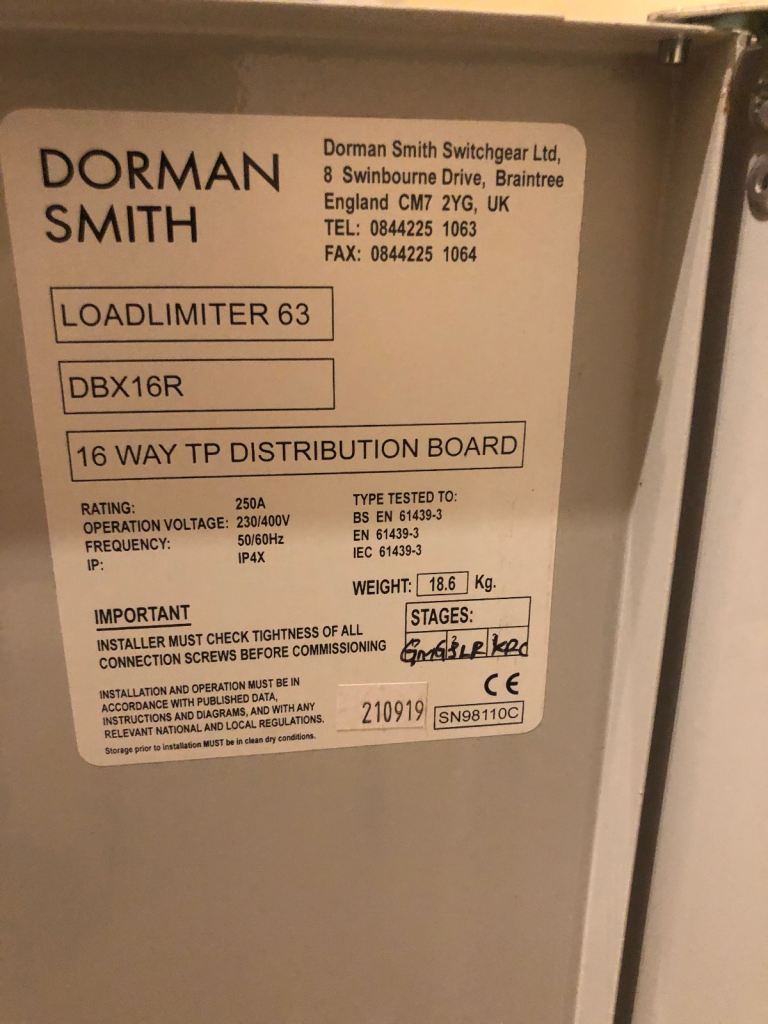 DORMAN
SMITH
Dorman Smith Switchgear Ltd,
8 Swinbourne Drive, Braintree
England CM7 2YG, UK
TEL: 0844225 1063
FAX: 0844225 1064
LOADLIMITER 63
DBX16R
16 WAY TP DISTRIBUTION BOARD
RATING: 250A
OPERATION VOLTAGE: 230/400V
FREQUENCY: 50/60Hz
IP: IP4X
TYPE TESTED TO:
BS EN 61439-3
EN 61439-3
IEC 61439-3
WEIGHT: 18.6 Kg.
IMPORTANT
INSTALLER MUST CHECK TIGHTNESS OF ALL
CONNECTION SCREWS BEFORE COMMISSIONING
STAGES:
INSTALLATION AND OPERATION MUST BE IN
ACCORDANCE WITH PUBLISHED DATA,
INSTRUCTIONS AND DIAGRAMS, AND WITH ANY
RELEVANT NATIONAL AND LOCAL REGULATIONS.
Storage prior to installation MUST be in clean dry conditions.
210919
CE
SN98110C